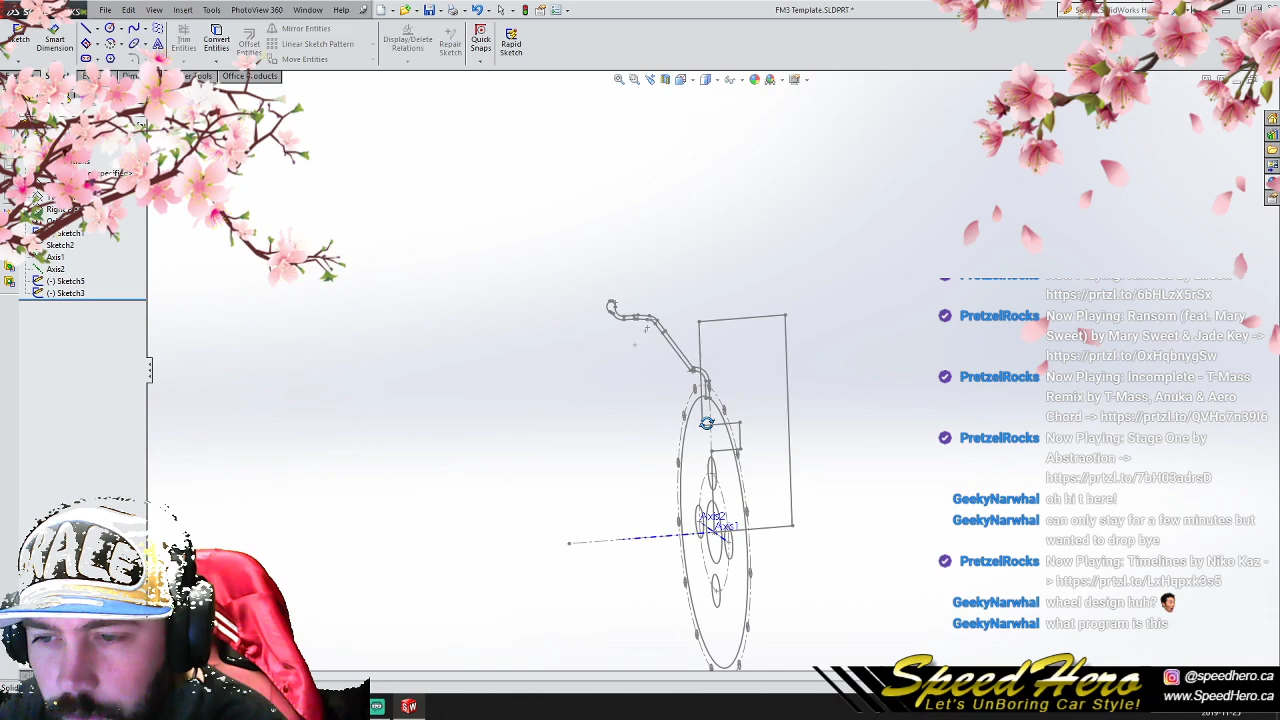 File Edit View Insert Tools PhotoView 360 Window Help
FM3 Template.SLDPRT *
Smart Dimension
Trim Entities
Convert Entities
Offset Entities
Mirror Entities
Linear Sketch Pattern
Move Entities
Display/Delete Relations
Repair Sketch
Quick Snaps
Rapid Sketch
Office Products
Sketch2
Axis1
Axis2
(-) Sketch5
(-) Sketch3
Axis2
Axis1
https://prtzl.to/6bHLzX5rSx
PretzelRocks Now Playing: Ransom (feat. Mary
Sweet) by Mary Sweet & Jade Key ->
https://prtzl.to/OxHqbnygSw
PretzelRocks Now Playing: Incomplete - T-Mass
Remix by T-Mass, Anuka & Aero
Chord -> https://prtzl.to/QVHo7n39I6
PretzelRocks Now Playing: Stage One by
Abstraction ->
https://prtzl.to/7bH03adrsD
GeekyNarwhal oh hi t here!
GeekyNarwhal can only stay for a few minutes but
wanted to drop bye
PretzelRocks Now Playing: Timelines by Niko Kaz -
> https://prtzl.to/LxHqpxk3s5
GeekyNarwhal wheel design huh?
GeekyNarwhal what program is this
SpeedHero
Let's UnBoring Car Style!
@speedhero.ca
www.SpeedHero.ca